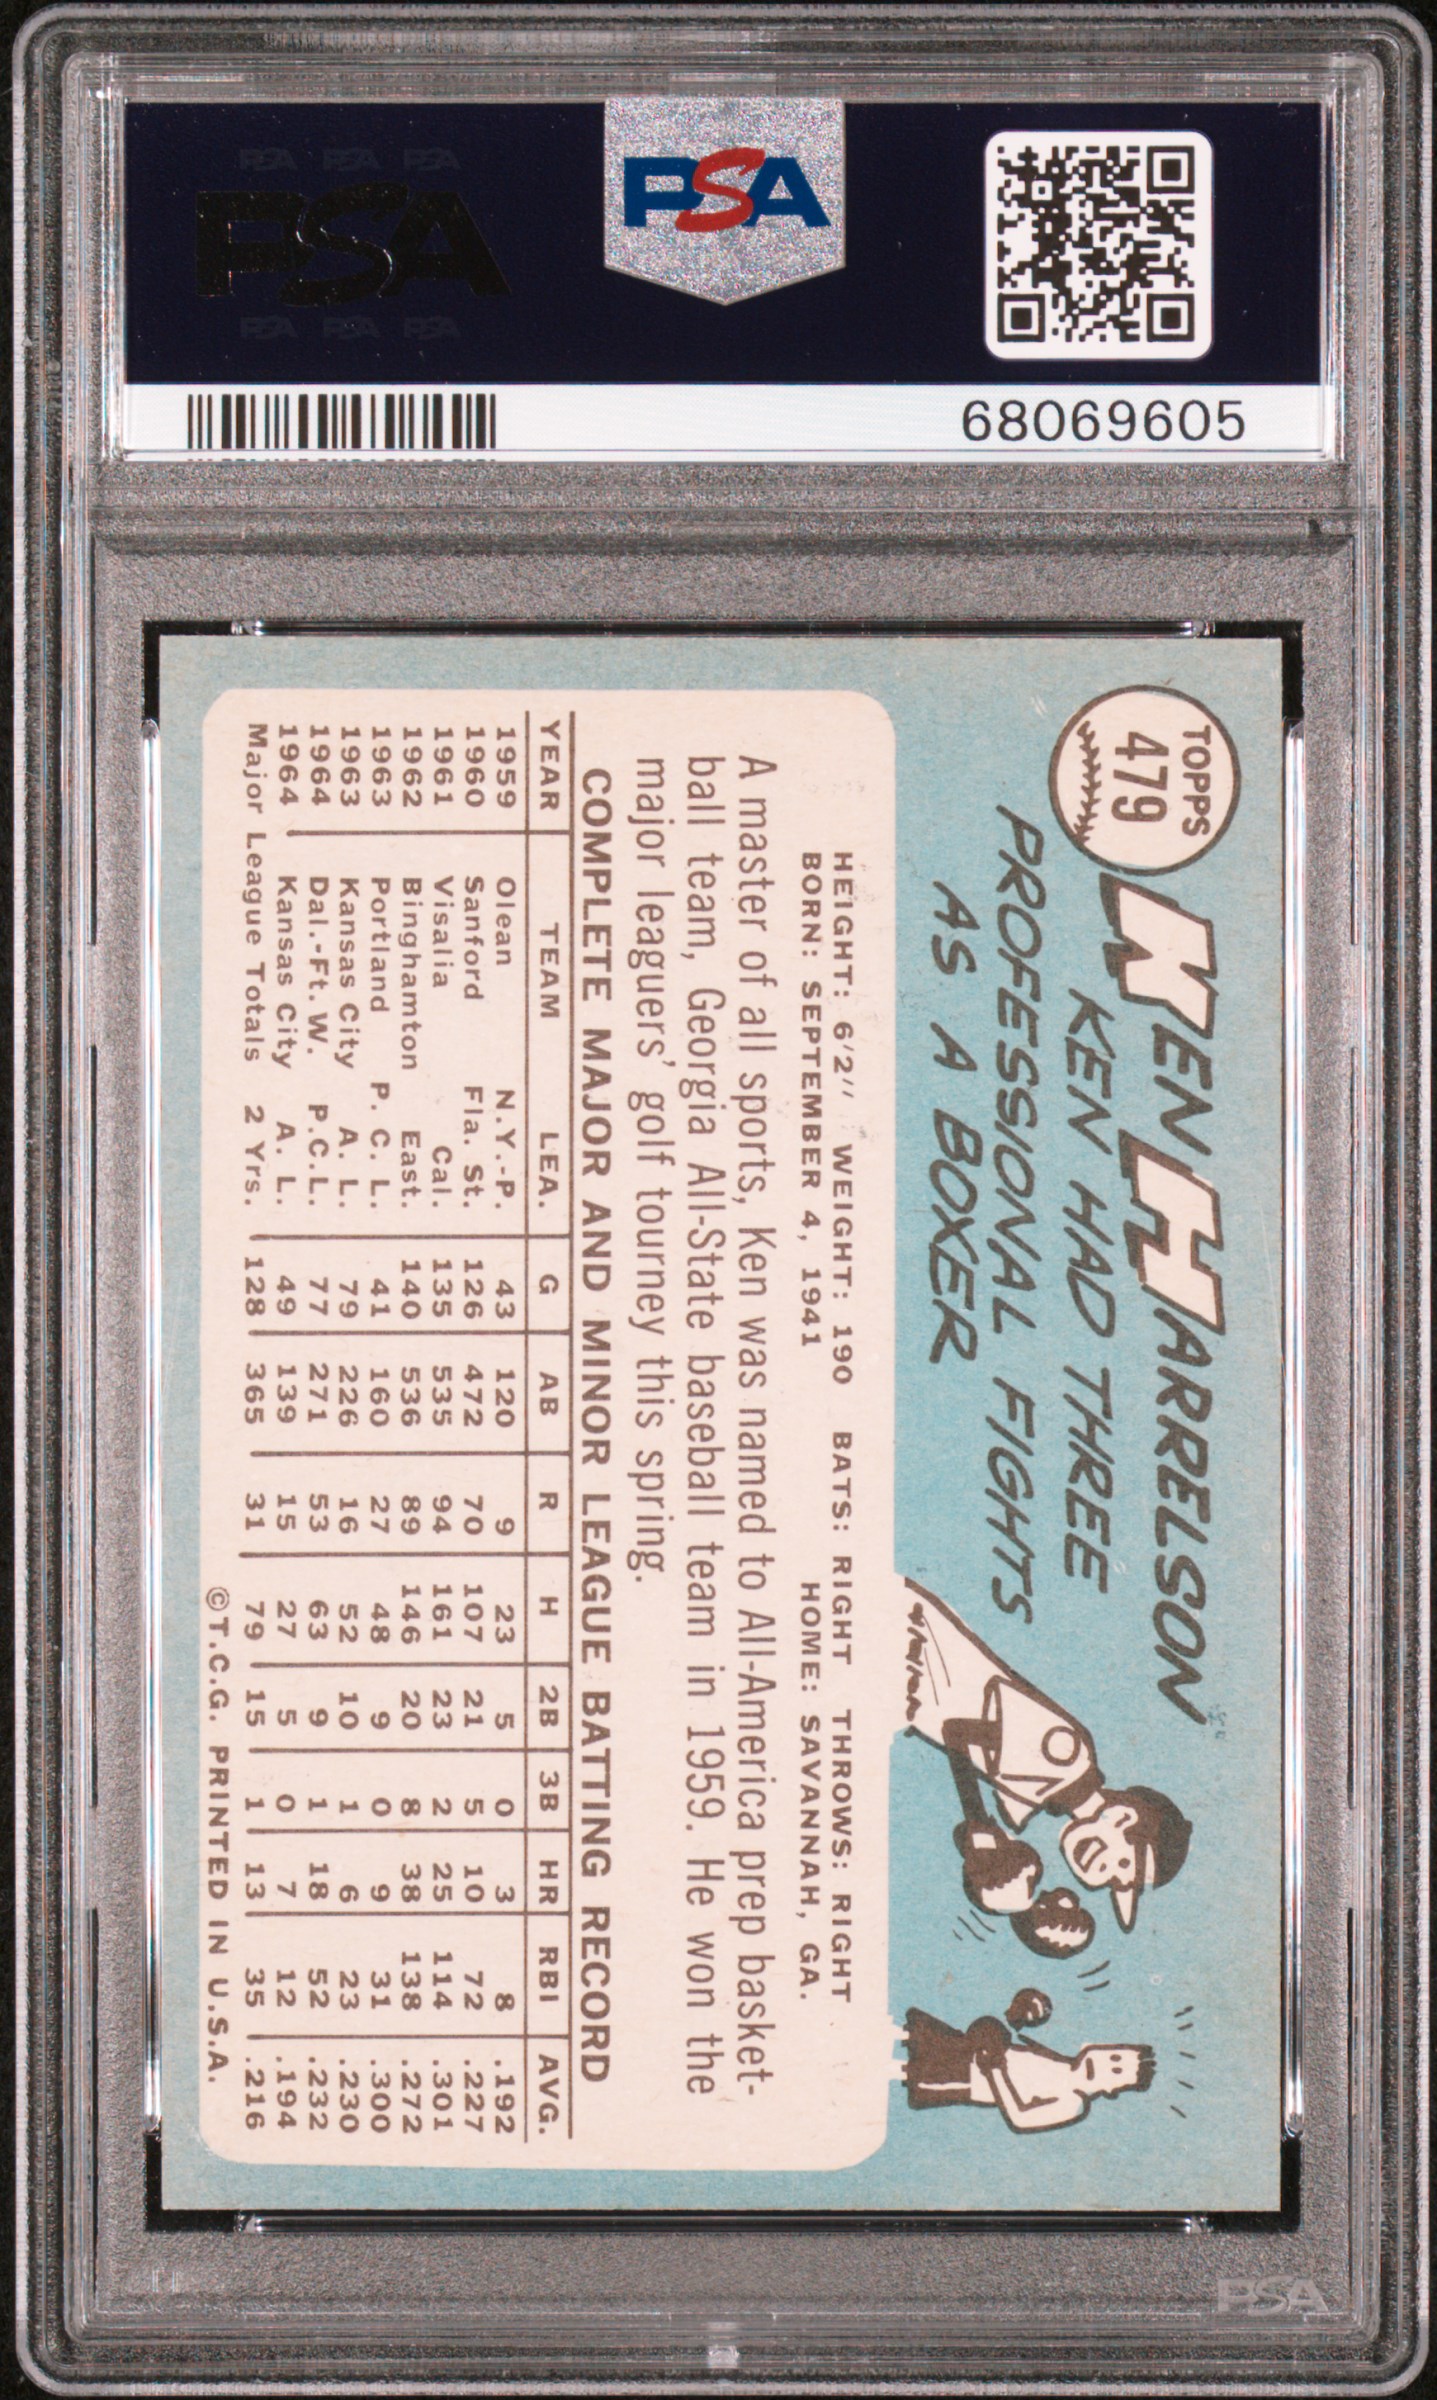 PSA PSA PSA
PSA
PSA PSA PSA
PSA
68069605
TOPPS
479
KEN HARRELSON
KEN HAD THREE
PROFESSIONAL FIGHTS
AS A BOXER
HEIGHT: 6'2" WEIGHT: 190 BATS: RIGHT THROWS: RIGHT
BORN: SEPTEMBER 4, 1941 HOME: SAVANNAH, GA.
A master of all sports, Ken was named to All-America prep basket-
ball team, Georgia All-State baseball team in 1959. He won the
major leaguers' golf tourney this spring.
COMPLETE MAJOR AND MINOR LEAGUE BATTING RECORD
YEAR TEAM LEA. G AB R H 2B 3B HR RBI AVG.
1959 Olean N.Y.-P. 43 120 9 23 5 0 3 8 .192
1960 Sanford Fla. St. 126 472 70 107 21 5 10 72 .227
1961 Visalia Cal. 135 535 94 161 23 2 25 114 .301
1962 Binghamton East. 140 536 89 146 20 8 38 138 .272
1963 Portland P. C. L. 41 160 27 48 9 0 9 31 .300
1963 Kansas City A. L. 79 226 16 52 10 1 6 23 .230
1964 Dal.-Ft. W. P.C.L. 77 271 53 63 9 1 18 52 .232
1964 Kansas City A. L. 49 139 15 27 5 0 7 12 .194
Major League Totals 2 Yrs. 128 365 31 79 15 1 13 35 .216
©T.C.G. PRINTED IN U.S.A.
PSA